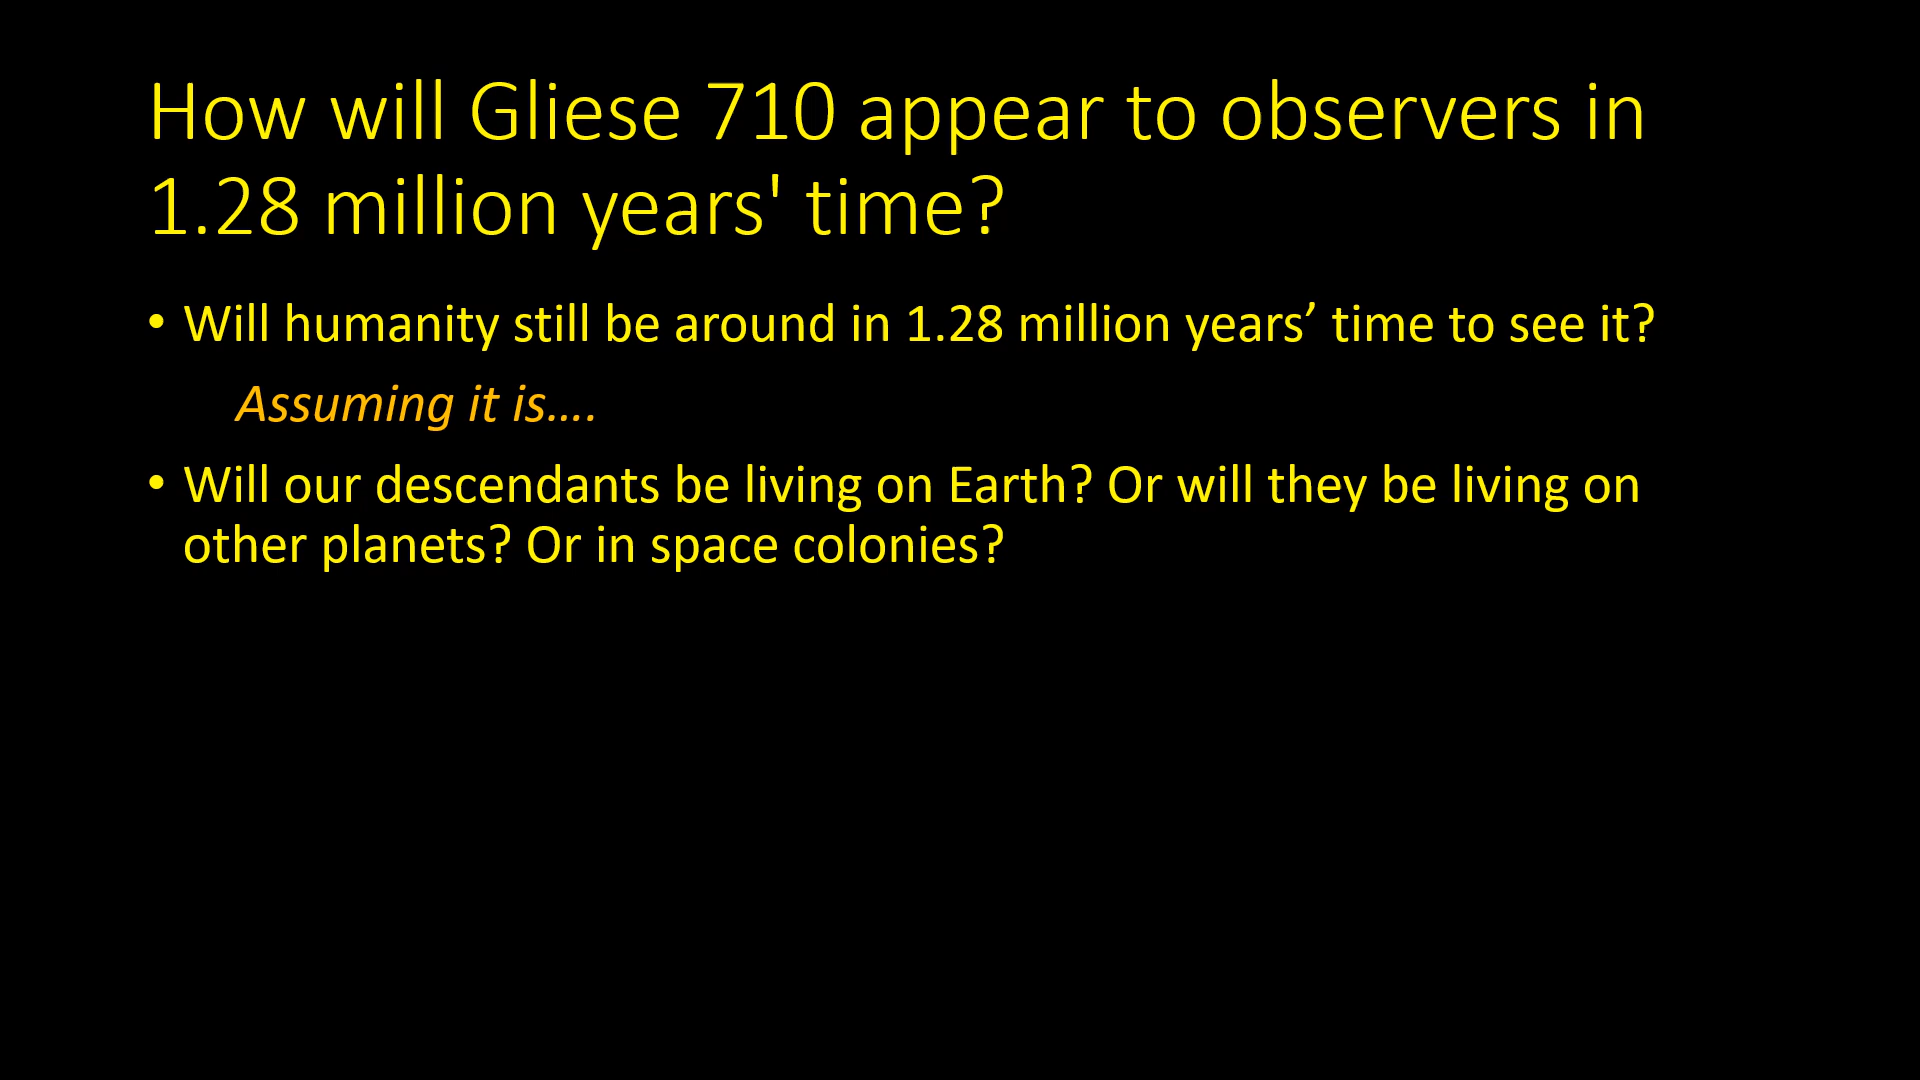 How will Gliese 710 appear to observers in
1.28 million years' time?
• Will humanity still be around in 1.28 million years’ time to see it?
Assuming it is….
• Will our descendants be living on Earth? Or will they be living on
other planets? Or in space colonies?